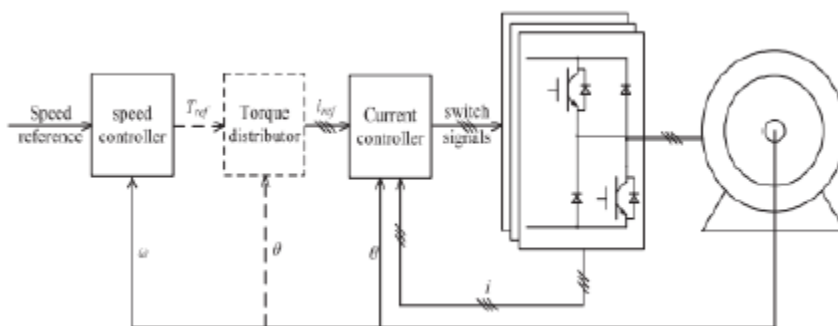 Speed
reference
speed
controller
T_ref
Torque
distributor
i_ref
Current
controller
switch
signals
ω
θ
θ
i